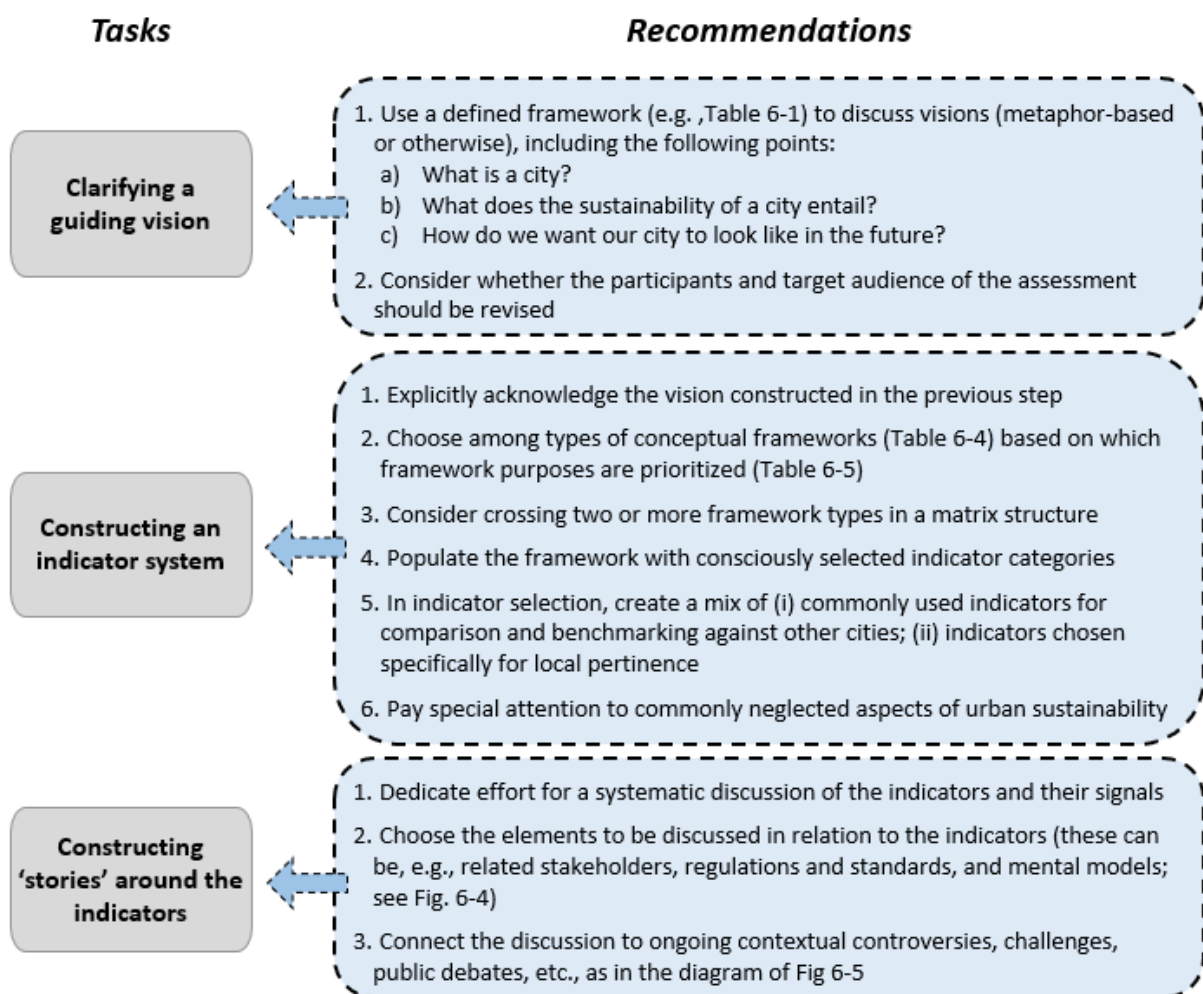 Tasks
Recommendations
Clarifying a
guiding vision
1. Use a defined framework (e.g. ,Table 6-1) to discuss visions (metaphor-based
or otherwise), including the following points:
a) What is a city?
b) What does the sustainability of a city entail?
c) How do we want our city to look like in the future?
2. Consider whether the participants and target audience of the assessment
should be revised
Constructing an
indicator system
1. Explicitly acknowledge the vision constructed in the previous step
2. Choose among types of conceptual frameworks (Table 6-4) based on which
framework purposes are prioritized (Table 6-5)
3. Consider crossing two or more framework types in a matrix structure
4. Populate the framework with consciously selected indicator categories
5. In indicator selection, create a mix of (i) commonly used indicators for
comparison and benchmarking against other cities; (ii) indicators chosen
specifically for local pertinence
6. Pay special attention to commonly neglected aspects of urban sustainability
Constructing
‘stories’ around the
indicators
1. Dedicate effort for a systematic discussion of the indicators and their signals
2. Choose the elements to be discussed in relation to the indicators (these can
be, e.g., related stakeholders, regulations and standards, and mental models;
see Fig. 6-4)
3. Connect the discussion to ongoing contextual controversies, challenges,
public debates, etc., as in the diagram of Fig 6-5